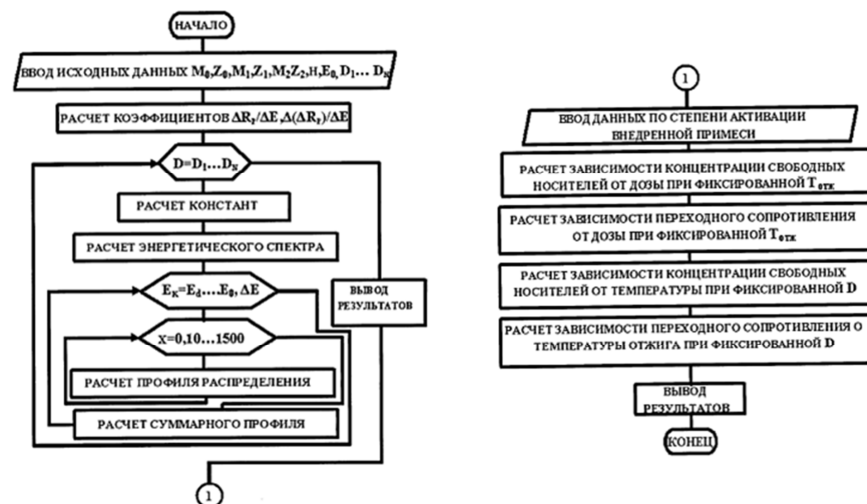 НАЧАЛО
ВВОД ИСХОДНЫХ ДАННЫХ M₀,Z₀,M₁,Z₁,M₂Z₂,н,E₀, D₁... Dₙ
РАСЧЕТ КОЭФФИЦИЕНТОВ ΔRₚ/ΔE,Δ(ΔRₚ)/ΔE
D=D₁...Dₙ
РАСЧЕТ КОНСТАНТ
РАСЧЕТ ЭНЕРГЕТИЧЕСКОГО СПЕКТРА
Eₖ=E_d....,E₀, ΔE
x=0,10...1500
РАСЧЕТ ПРОФИЛЯ РАСПРЕДЕЛЕНИЯ
РАСЧЕТ СУММАРНОГО ПРОФИЛЯ
ВЫВОД
РЕЗУЛЬТАТОВ
1
1
ВВОД ДАННЫХ ПО СТЕПЕНИ АКТИВАЦИИ
ВНЕДРЕННОЙ ПРИМЕСИ
РАСЧЕТ ЗАВИСИМОСТИ КОНЦЕНТРАЦИИ СВОБОДНЫХ
НОСИТЕЛЕЙ ОТ ДОЗЫ ПРИ ФИКСИРОВАННОЙ Tотж
РАСЧЕТ ЗАВИСИМОСТИ ПЕРЕХОДНОГО СОПРОТИВЛЕНИЯ
ОТ ДОЗЫ ПРИ ФИКСИРОВАННОЙ Tотж
РАСЧЕТ ЗАВИСИМОСТИ КОНЦЕНТРАЦИИ СВОБОДНЫХ
НОСИТЕЛЕЙ ОТ ТЕМПЕРАТУРЫ ПРИ ФИКСИРОВАННОЙ D
РАСЧЕТ ЗАВИСИМОСТИ ПЕРЕХОДНОГО СОПРОТИВЛЕНИЯ О
ТЕМПЕРАТУРЫ ОТЖИГА ПРИ ФИКСИРОВАННОЙ D
ВЫВОД
РЕЗУЛЬТАТОВ
КОНЕЦ